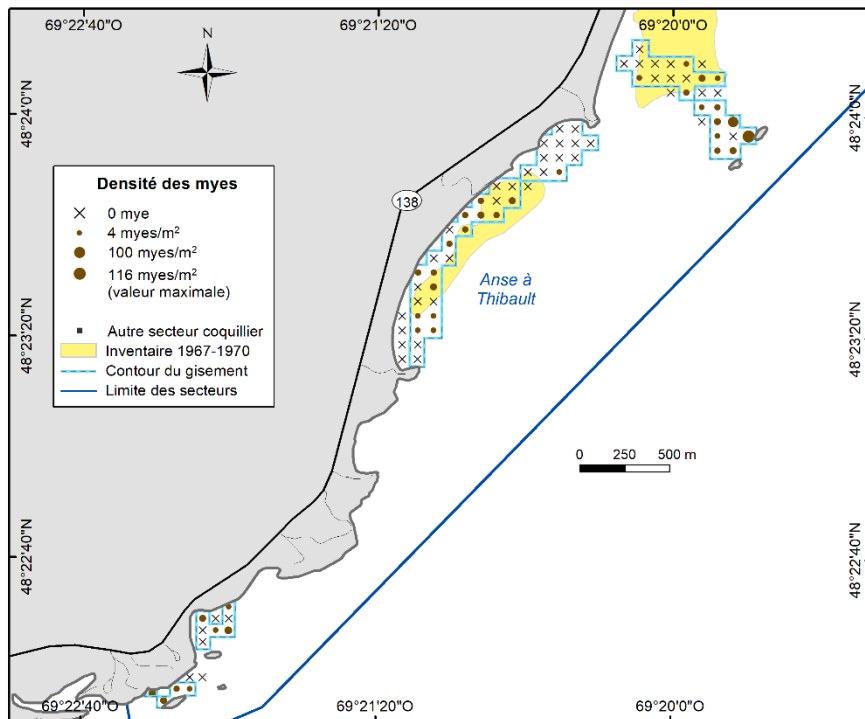 69°22'40"O
69°21'20"O
69°20'0"O
N
48°24'0"N
48°24'0"N
Densité des myes
0 mye
4 myes/m²
100 myes/m²
116 myes/m²
(valeur maximale)
Autre secteur coquillier
Inventaire 1967-1970
Contour du gisement
Limite des secteurs
138
Anse à
Thibault
48°23'20"N
48°23'20"N
0 250 500 m
48°22'40"N
48°22'40"N
69°22'40"O
69°21'20"O
69°20'0"O